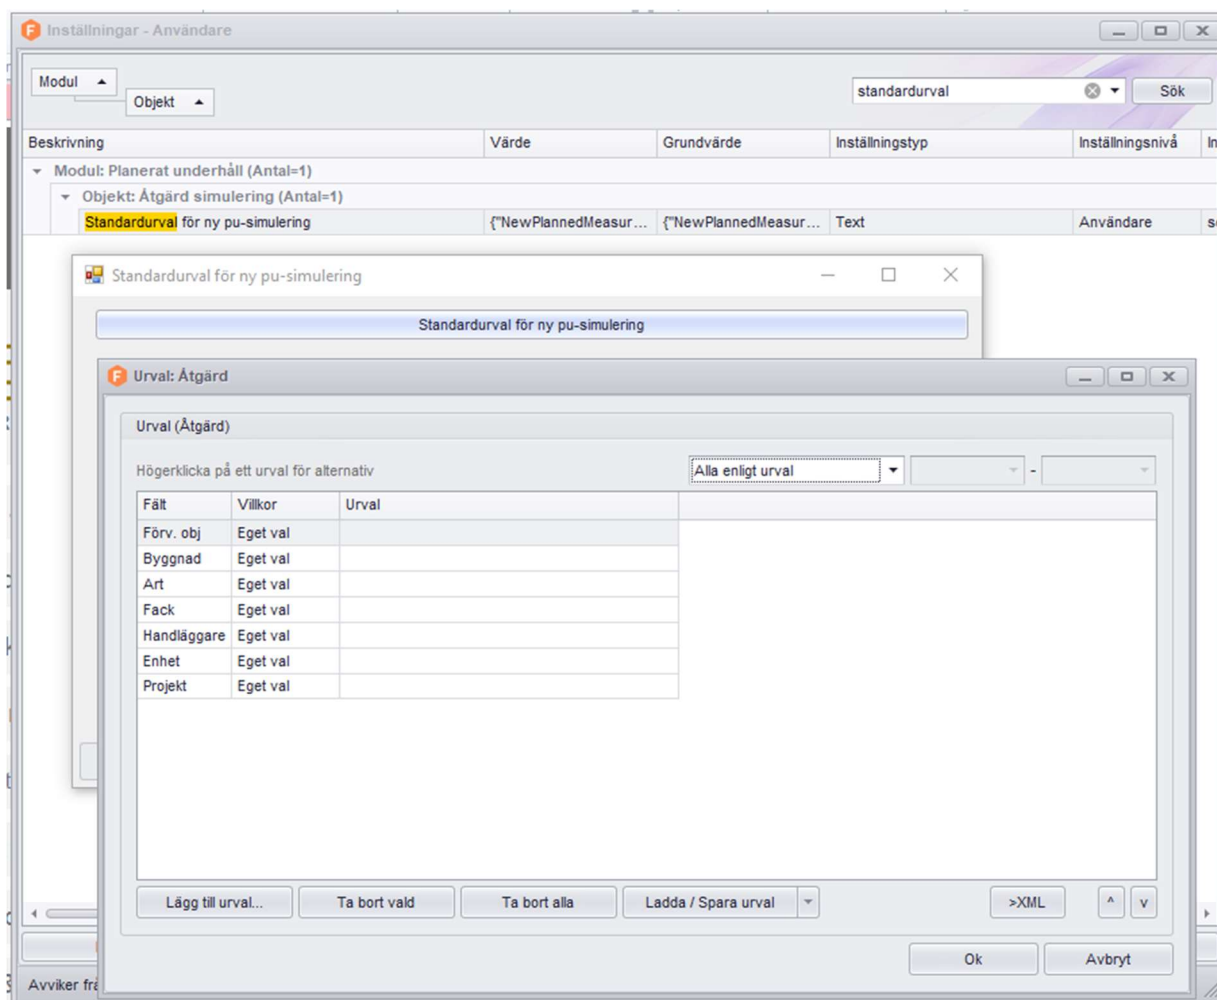 Inställningar - Användare
Modul
Objekt
standardurval
Sök
Beskrivning Värde Grundvärde Inställningstyp Inställningsnivå In
Modul: Planerat underhåll (Antal=1)
Objekt: Åtgärd simulering (Antal=1)
Standardurval för ny pu-simulering {"NewPlannedMeasur... {"NewPlannedMeasur... Text Användare
Standardurval för ny pu-simulering
Standardurval för ny pu-simulering
Urval: Åtgärd
Urval (Åtgärd)
Högerklicka på ett urval för alternativ Alla enligt urval -
Fält Villkor Urval
Förv. obj Eget val
Byggnad Eget val
Art Eget val
Fack Eget val
Handläggare Eget val
Enhet Eget val
Projekt Eget val
Lägg till urval... Ta bort vald Ta bort alla Ladda / Spara urval >XML ^ v
Ok Avbryt
Avviker frå